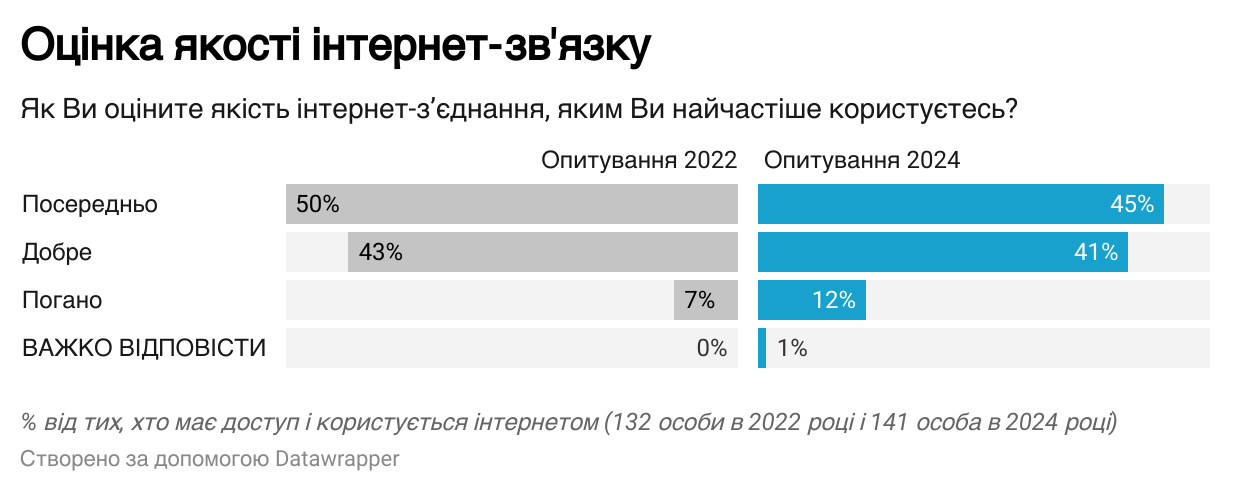 Оцінка якості інтернет-зв'язку
Як Ви оціните якість інтернет-з’єднання, яким Ви найчастіше користуєтесь?
Опитування 2022 Опитування 2024
Посередньо 50% 45%
Добре 43% 41%
Погано 7% 12%
ВАЖКО ВІДПОВІСТИ 0% 1%
% від тих, хто має доступ і користується інтернетом (132 особи в 2022 році і 141 особа в 2024 році)
Створено за допомогою Datawrapper